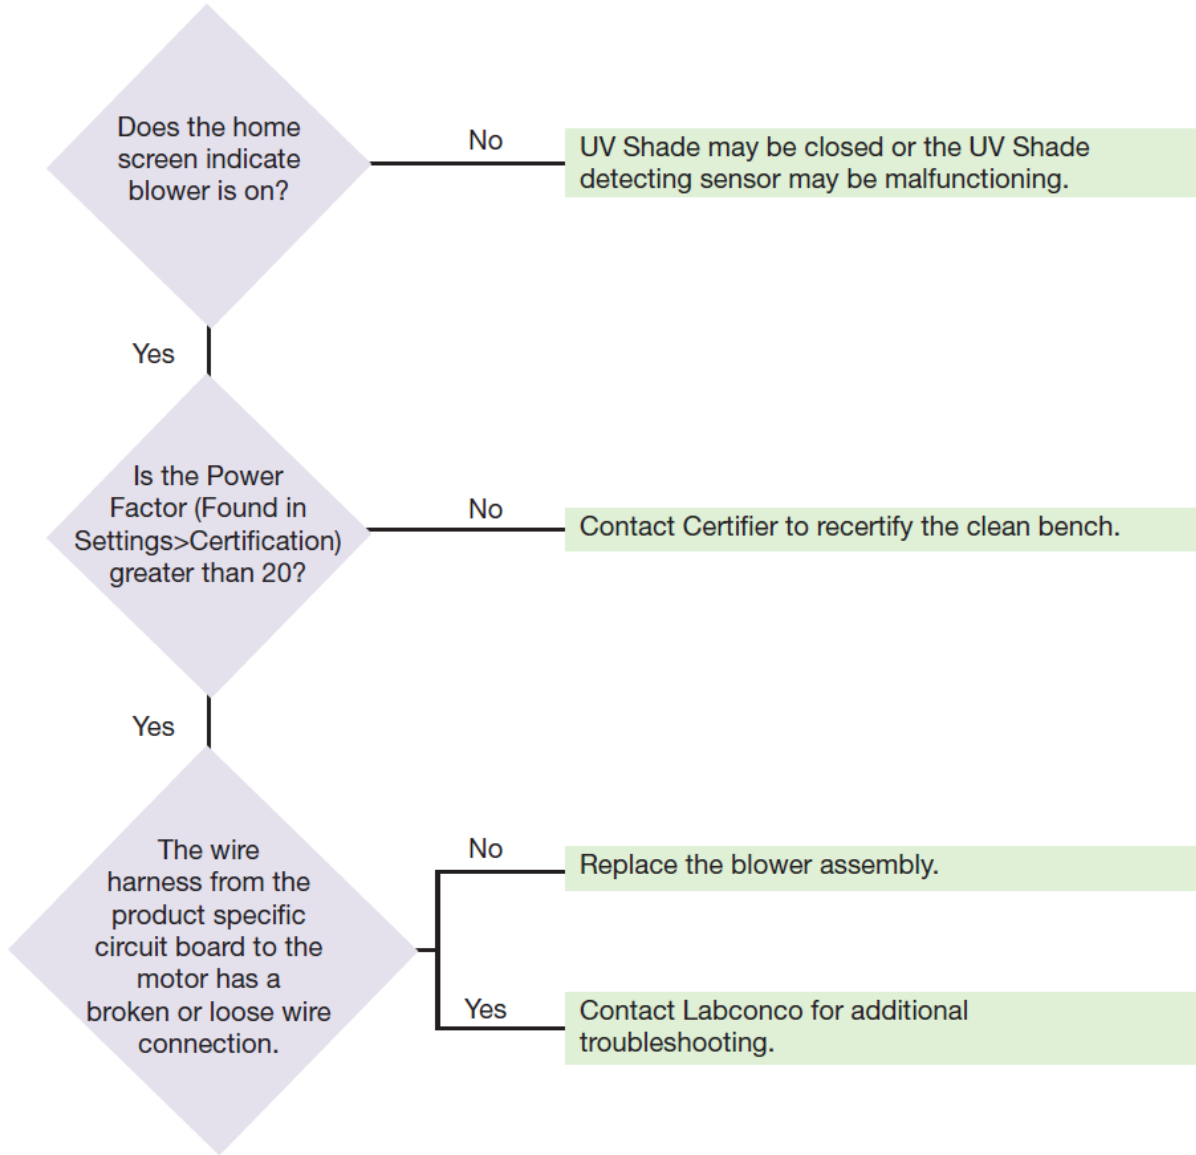 Does the home
screen indicate
blower is on?
No
UV Shade may be closed or the UV Shade
detecting sensor may be malfunctioning.
Yes
Is the Power
Factor (Found in
Settings>Certification)
greater than 20?
No
Contact Certifier to recertify the clean bench.
Yes
The wire
harness from the
product specific
circuit board to the
motor has a
broken or loose wire
connection.
No
Replace the blower assembly.
Yes
Contact Labconco for additional
troubleshooting.